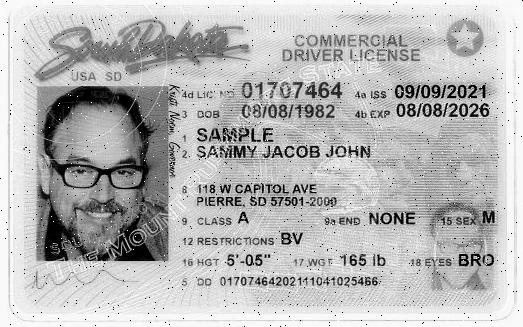 South Dakota
COMMERCIAL
DRIVER LICENSE
USA SD
4d LIC NO 01707464 4a ISS 09/09/2021
3 DOB 08/08/1982 4b EXP 08/08/2026
1 SAMPLE
2. SAMMY JACOB JOHN
8 118 W CAPITOL AVE
PIERRE, SD 57501-2000
9 CLASS A 9a END NONE 15 SEX M
12 RESTRICTIONS BV
16 HGT 5'-05" 17 WGT 165 lb 18 EYES BRO
5 DD 0170746420211104102546​6
Kristi Noem Governor
THE MOUNT
STATE